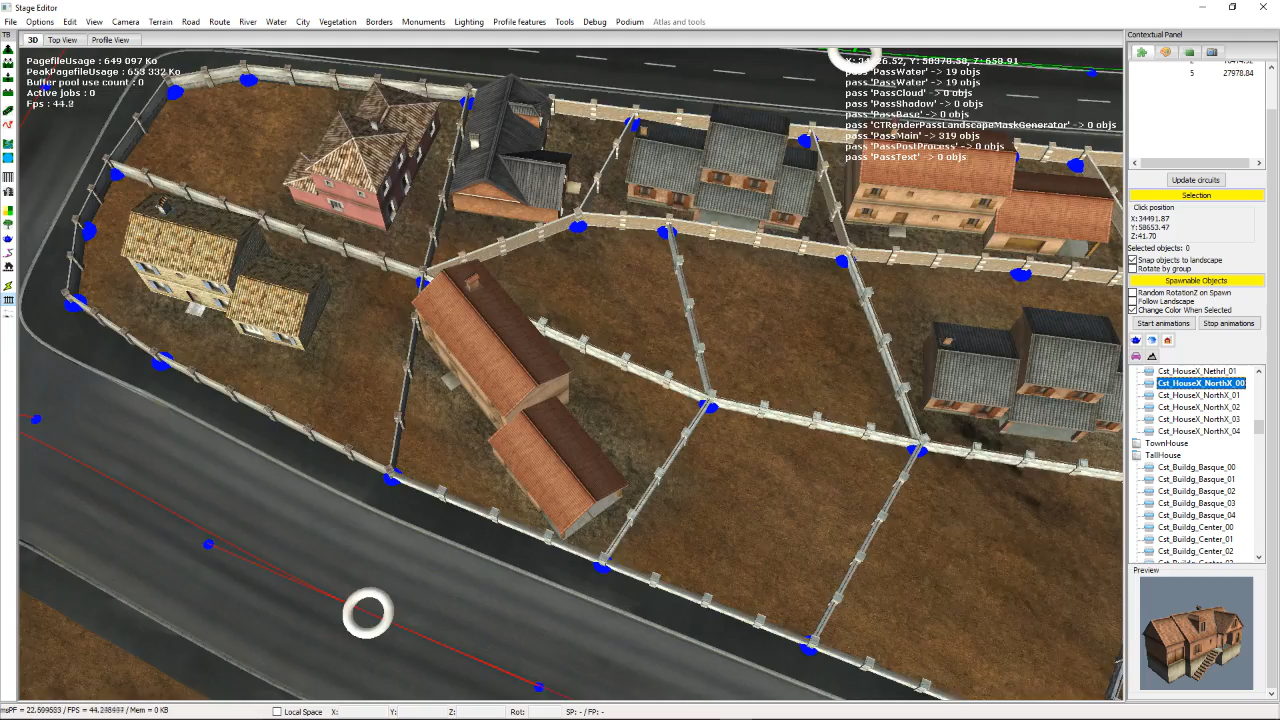 Stage Editor
Options Edit View Camera Terrain Road Route River Water City Vegetation Borders Monuments Lighting Profile features Tools Debug Podium Atlas and tools
TB
3D Top View Profile View
PagefileUsage : 649 097 Ko
PeakPagefileUsage : 653 332 Ko
Buffer pool use count : 0
Active jobs : 0
Fps : 44.2
pass 'PassWater' -> 19 objs
pass 'PassWater' -> 19 objs
pass 'PassCloud' -> 0 objs
pass 'PassShadow' -> 0 objs
pass 'PassBase' -> 0 objs
pass 'CTRenderPassLandscapeMaskGenerator' -> 0 objs
pass 'PassMain' -> 319 objs
pass 'PassPostProcess' -> 0 objs
pass 'PassText' -> 0 objs
Contextual Panel
5 27978.84
Update circuits
Selection
Click position
X:34491.87
Y:58653.47
Z:41.70
Selected objects: 0
Snap objects to landscape
Rotate by group
Spawnable Objects
Random RotationZ on Spawn
Follow Landscape
Change Color When Selected
Start animations Stop animations
Cst_HouseX_Nethrl_01
Cst_HouseX_NorthX_00
Cst_HouseX_NorthX_01
Cst_HouseX_NorthX_02
Cst_HouseX_NorthX_03
Cst_HouseX_NorthX_04
TownHouse
TallHouse
Cst_Buildg_Basque_00
Cst_Buildg_Basque_01
Cst_Buildg_Basque_02
Cst_Buildg_Basque_03
Cst_Buildg_Basque_04
Cst_Buildg_Center_00
Cst_Buildg_Center_01
Cst_Buildg_Center_02
Preview
Local Space X: Y: Z: Rot: SP: - / FP: -